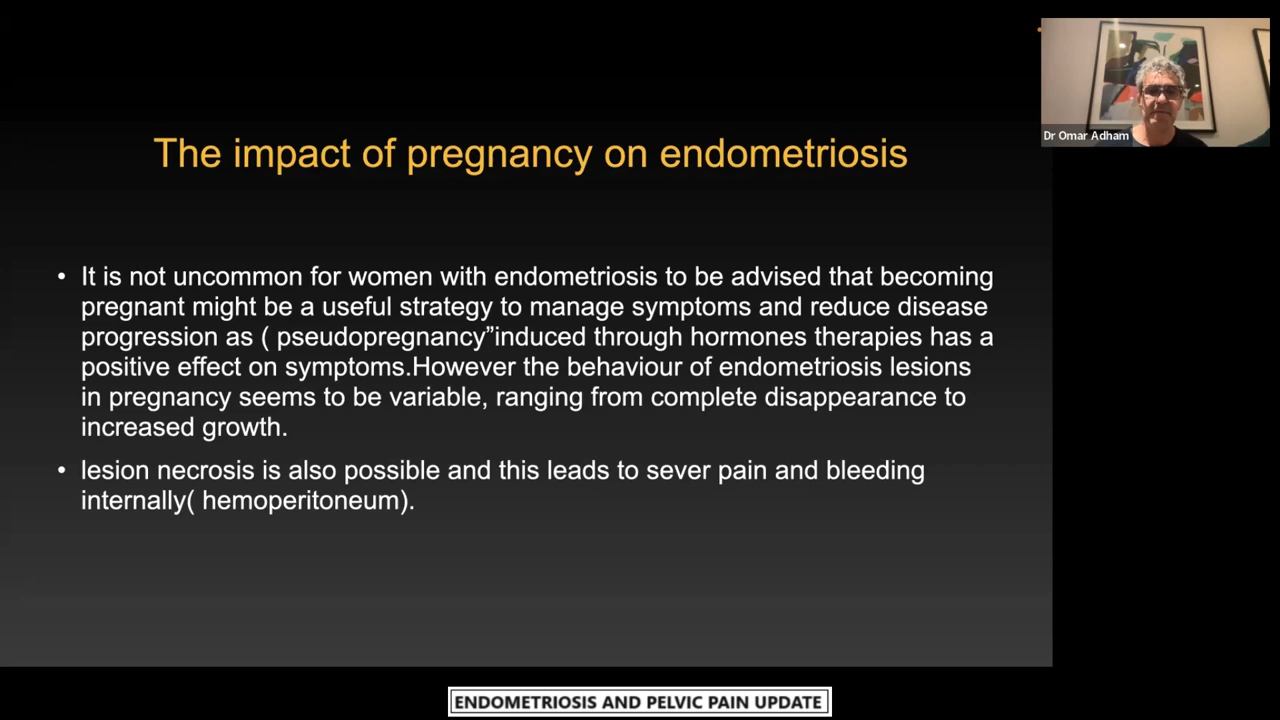 Dr Omar Adham
The impact of pregnancy on endometriosis
• It is not uncommon for women with endometriosis to be advised that becoming
pregnant might be a useful strategy to manage symptoms and reduce disease
progression as ( pseudopregnancy”induced through hormones therapies has a
positive effect on symptoms.However the behaviour of endometriosis lesions
in pregnancy seems to be variable, ranging from complete disappearance to
increased growth.
• lesion necrosis is also possible and this leads to sever pain and bleeding
internally( hemoperitoneum).
ENDOMETRIOSIS AND PELVIC PAIN UPDATE